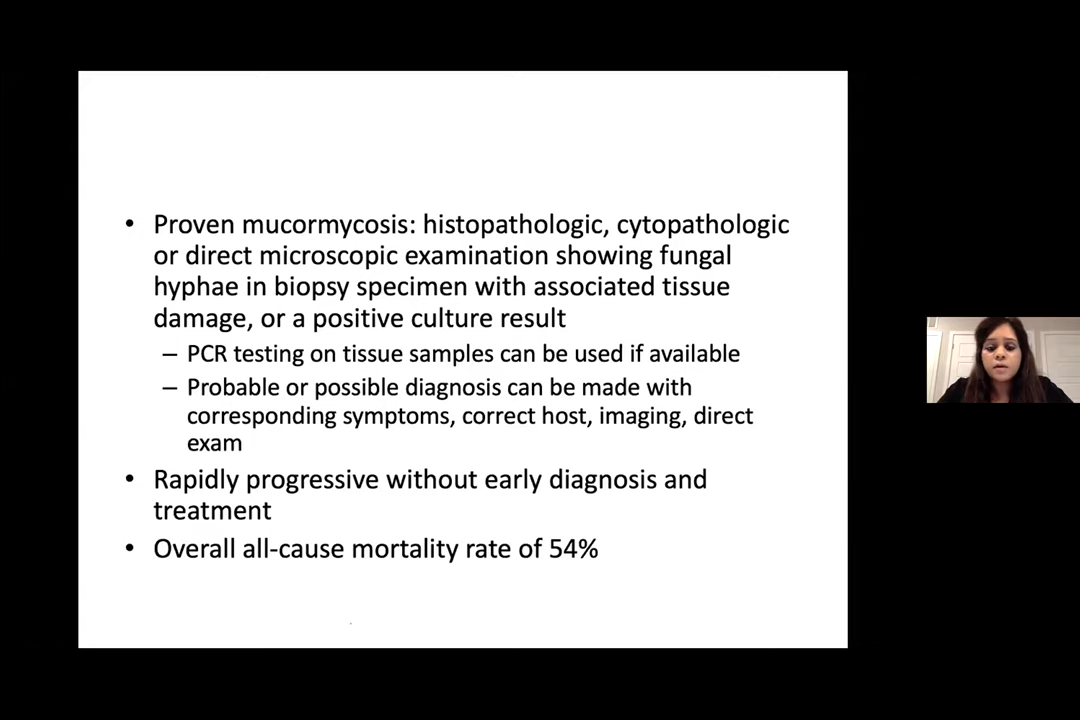 • Proven mucormycosis: histopathologic, cytopathologic
or direct microscopic examination showing fungal
hyphae in biopsy specimen with associated tissue
damage, or a positive culture result
– PCR testing on tissue samples can be used if available
– Probable or possible diagnosis can be made with
corresponding symptoms, correct host, imaging, direct
exam
• Rapidly progressive without early diagnosis and
treatment
• Overall all-cause mortality rate of 54%